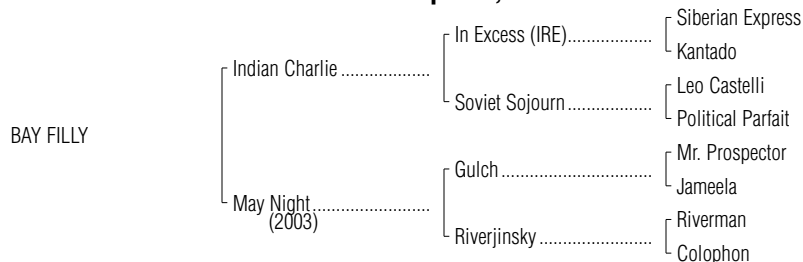 Siberian Express
In Excess (IRE)
Kantado
Indian Charlie
Leo Castelli
Soviet Sojourn
Political Parfait
BAY FILLY
Mr. Prospector
Gulch
Jameela
May Night
(2003)
Riverman
Riverjinsky
Colophon